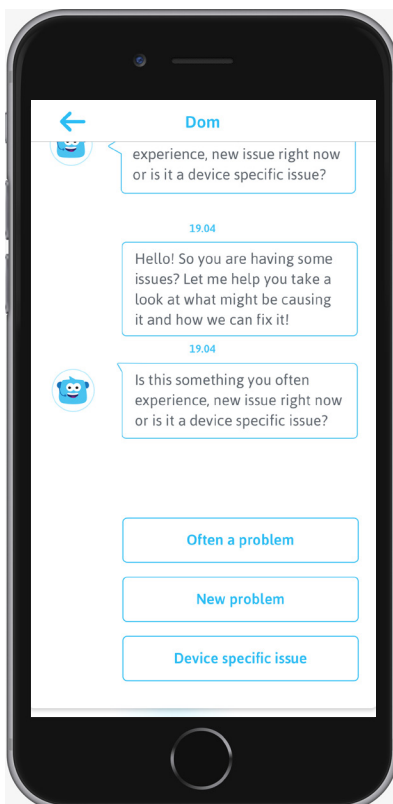 Dom
experience, new issue right now
or is it a device specific issue?
19.04
Hello! So you are having some
issues? Let me help you take a
look at what might be causing
it and how we can fix it!
19.04
Is this something you often
experience, new issue right now
or is it a device specific issue?
Often a problem
New problem
Device specific issue